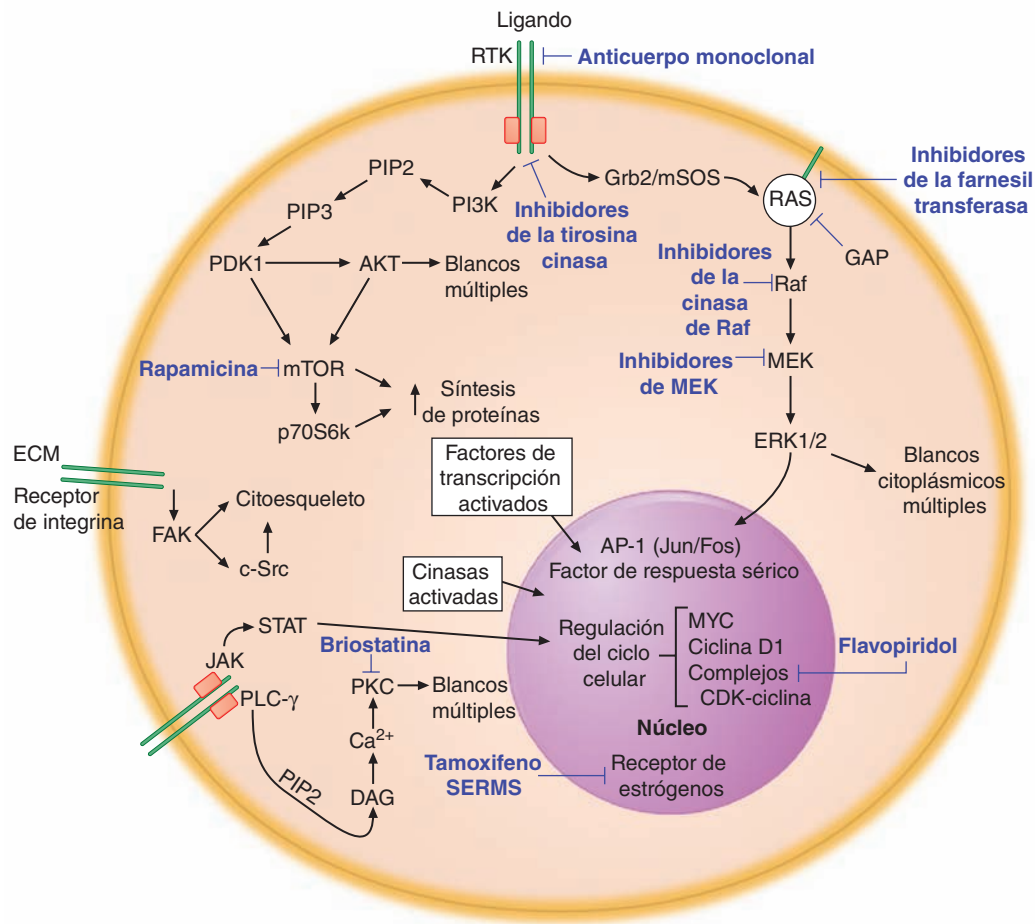 Ligando
RTK
Anticuerpo monoclonal
PIP2
PI3K
PIP3
PDK1
AKT
Blancos
múltiples
Inhibidores
de la tirosina
cinasa
Grb2/mSOS
RAS
Inhibidores
de la farnesil
transferasa
GAP
Inhibidores
de la
cinasa
de Raf
Raf
Inhibidores
de MEK
MEK
Rapamicina
mTOR
Síntesis
de proteínas
p70S6k
ERK1/2
Blancos
citoplásmicos
múltiples
ECM
Receptor
de integrina
FAK
Citoesqueleto
c-Src
Factores de
transcripción
activados
AP-1 (Jun/Fos)
Factor de respuesta sérico
Cinasas
activadas
STAT
JAK
PLC-γ
PIP2
DAG
Ca2+
PKC
Briostatina
Blancos
múltiples
Regulación
del ciclo
celular
MYC
Ciclina D1
Complejos
CDK-ciclina
Flavopiridol
Núcleo
Tamoxifeno
SERMS
Receptor de
estrógenos